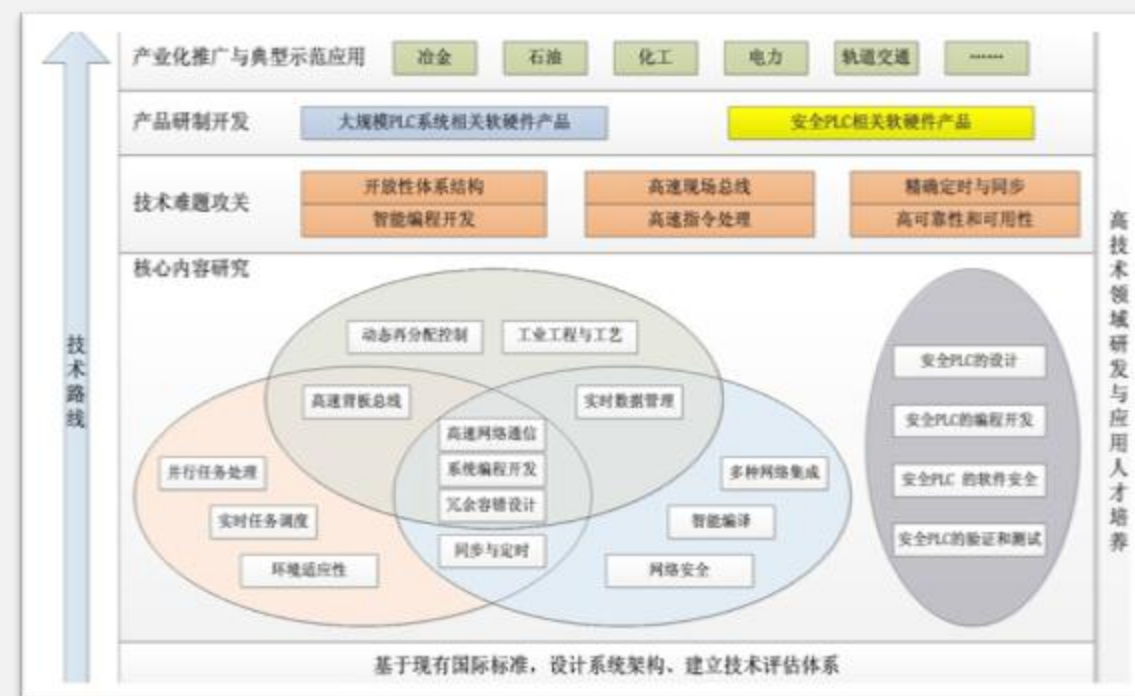 产业化推广与典型示范应用 冶金 石油 化工 电力 轨道交通 ......
产品研制开发 大规模PLC系统相关软硬件产品 安全PLC相关软硬件产品
技术难题攻关
开放性体系结构 高速现场总线 精确定时与同步
智能编程开发 高速指令处理 高可靠性和可用性
核心内容研究
动态再分配控制 工业工程与工艺
高速背板总线 实时数据管理
高速网络通信
系统编程开发
冗余容错设计
同步与定时
并行任务处理
实时任务调度
环境适应性
多种网络集成
智能编译
网络安全
安全PLC的设计
安全PLC的编程开发
安全PLC 的软件安全
安全PLC的验证和测试
基于现有国际标准，设计系统架构、建立技术评估体系
技术路线
高技术领域研发与应用人才培养